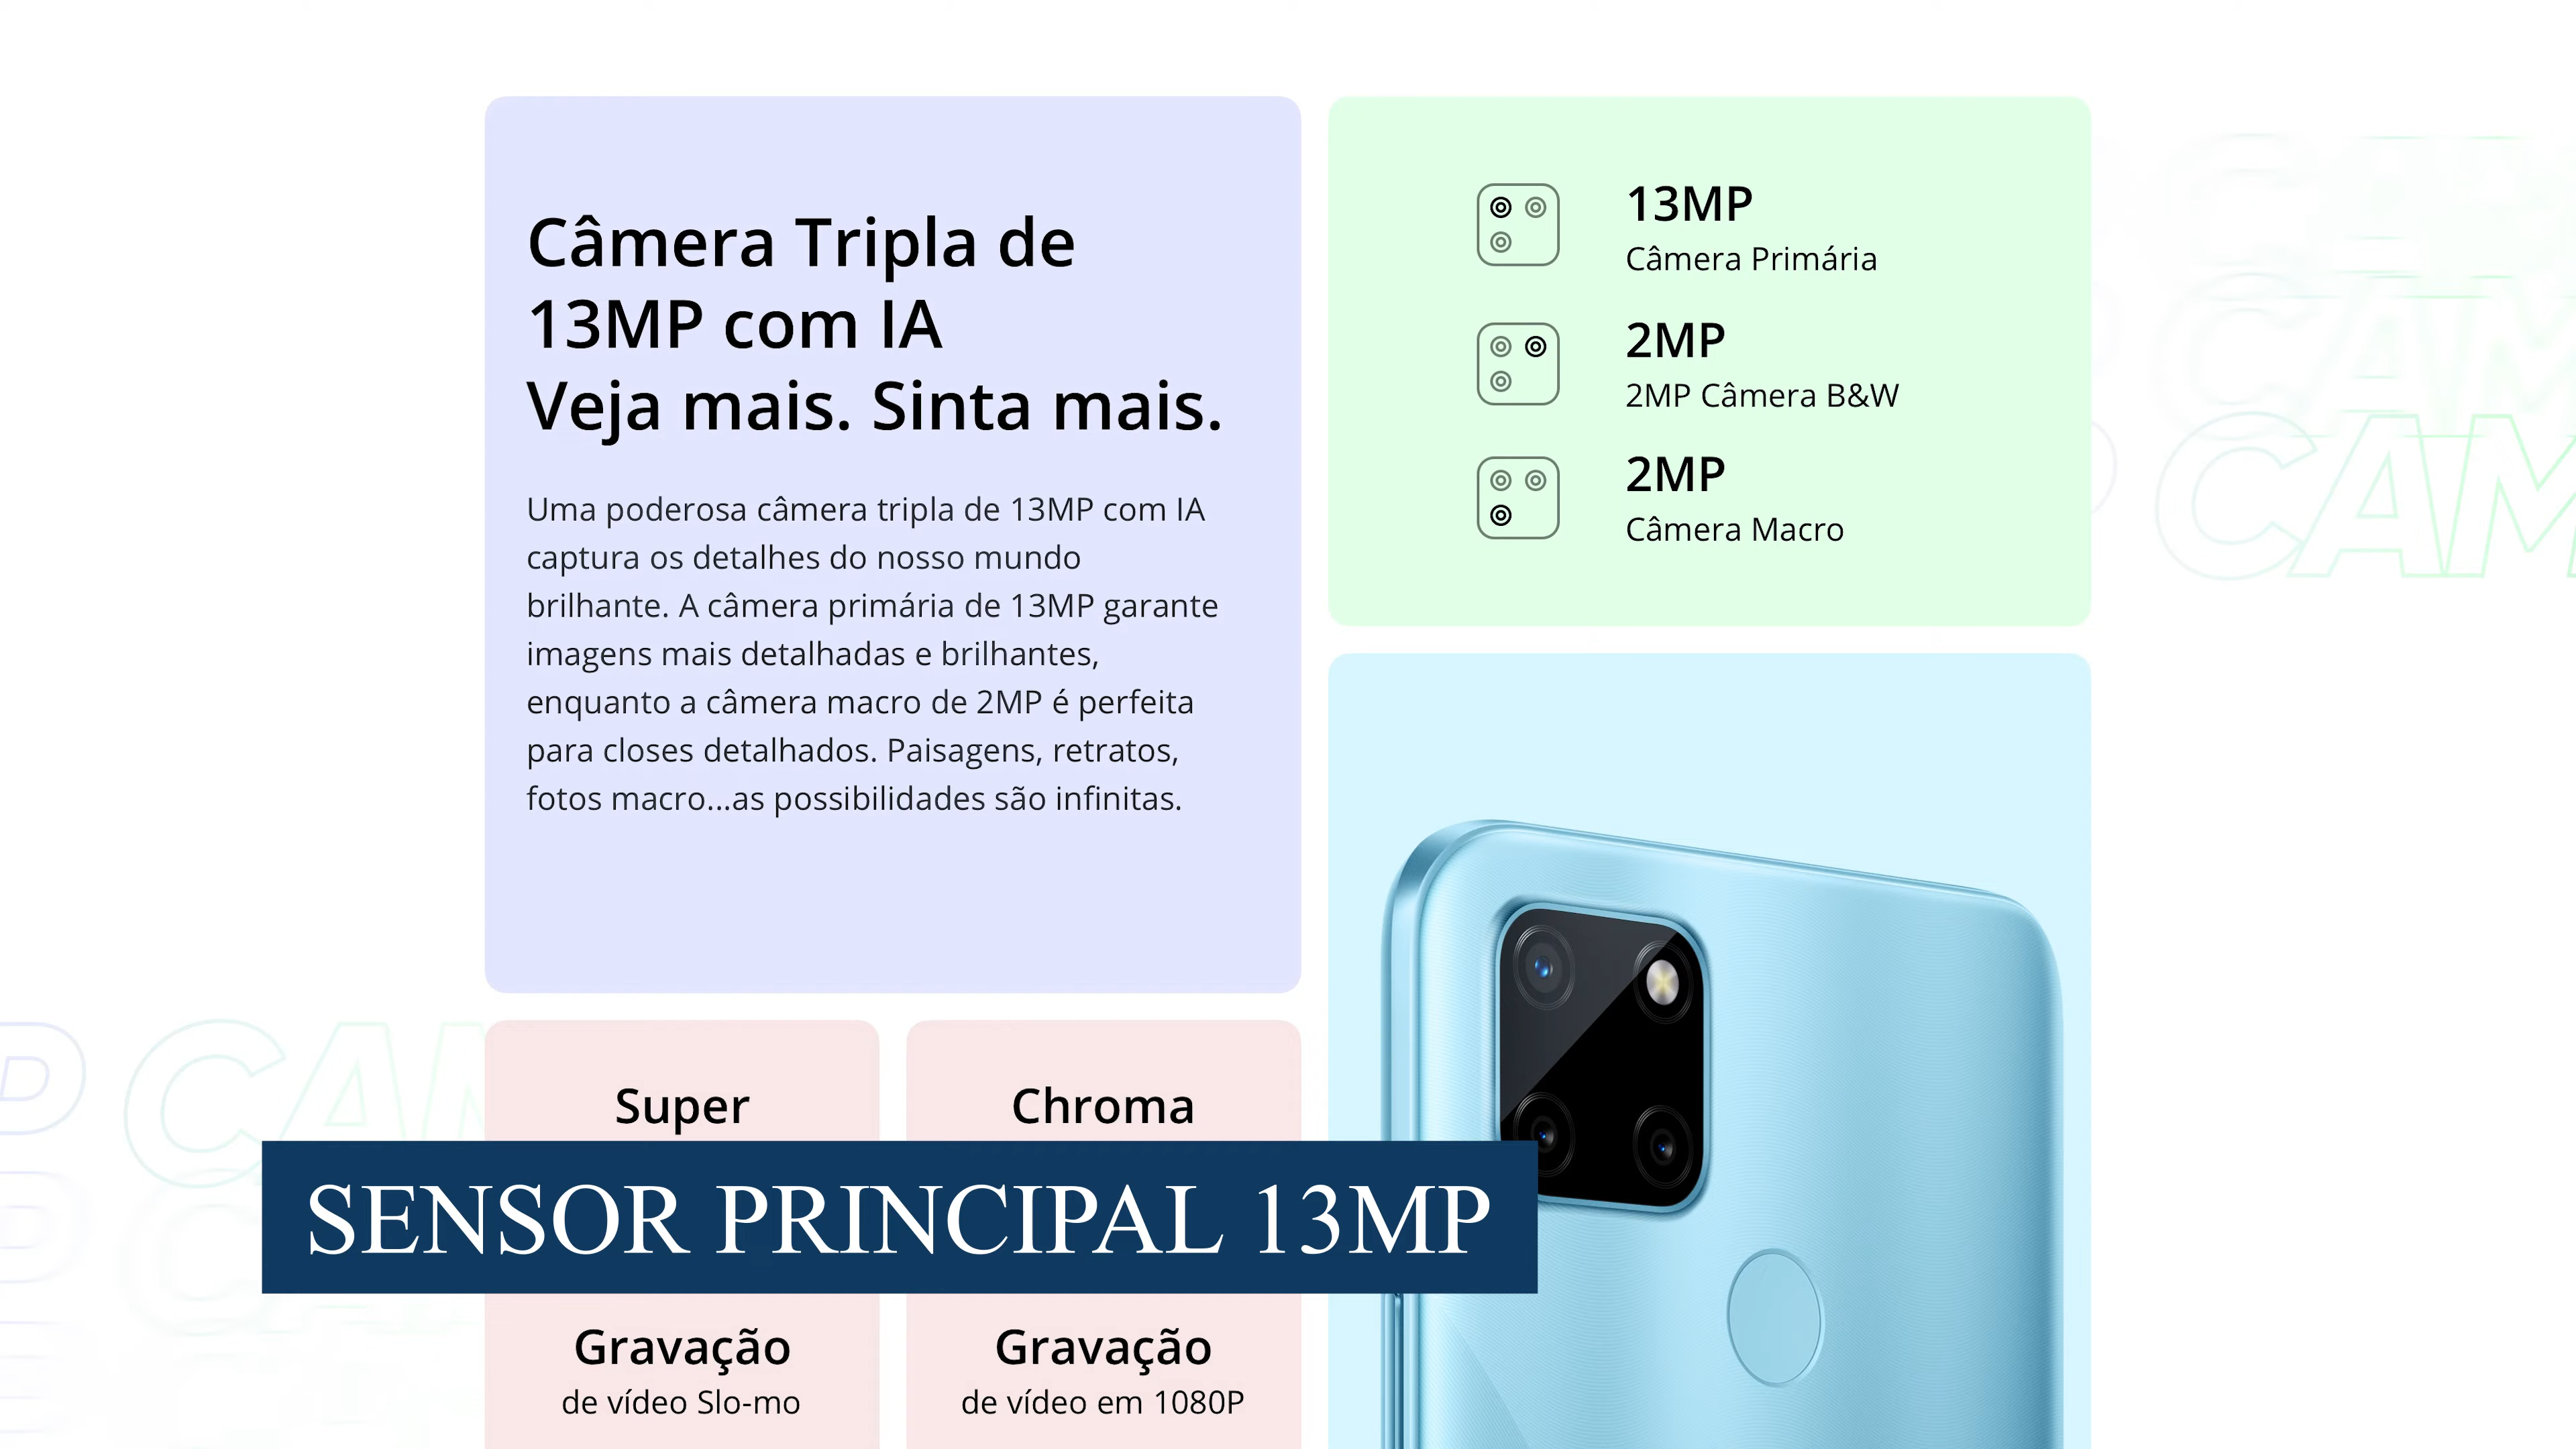 Câmera Tripla de
13MP com IA
Veja mais. Sinta mais.
Uma poderosa câmera tripla de 13MP com IA
captura os detalhes do nosso mundo
brilhante. A câmera primária de 13MP garante
imagens mais detalhadas e brilhantes,
enquanto a câmera macro de 2MP é perfeita
para closes detalhados. Paisagens, retratos,
fotos macro...as possibilidades são infinitas.
13MP
Câmera Primária
2MP
2MP Câmera B&W
2MP
Câmera Macro
CAM
P CAM
Super
Chroma
SENSOR PRINCIPAL 13MP
Gravação
de vídeo Slo-mo
Gravação
de vídeo em 1080P